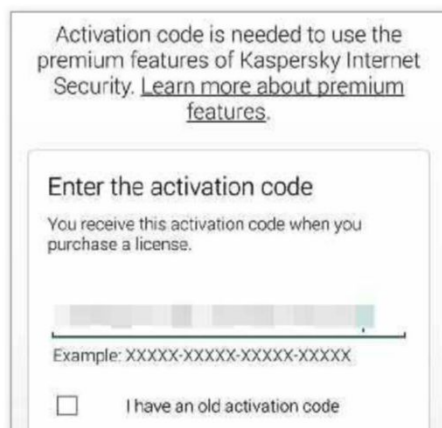 Activation code is needed to use the
premium features of Kaspersky Internet
Security. Learn more about premium
features.
Enter the activation code
You receive this activation code when you
purchase a license.
Example: XXXXX-XXXXX-XXXXX-XXXXX
I have an old activation code